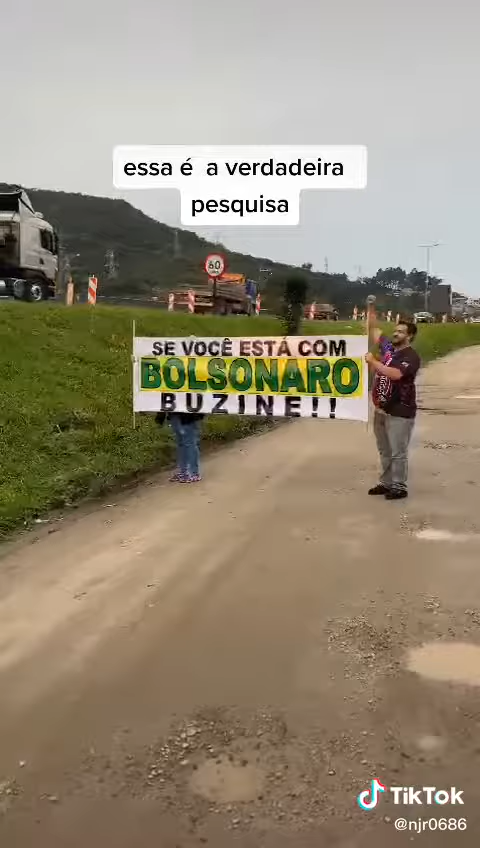 essa é a verdadeira
pesquisa
60
SE VOCÊ ESTÁ COM
BOLSONARO
BUZINE!!
TikTok
@njr0686